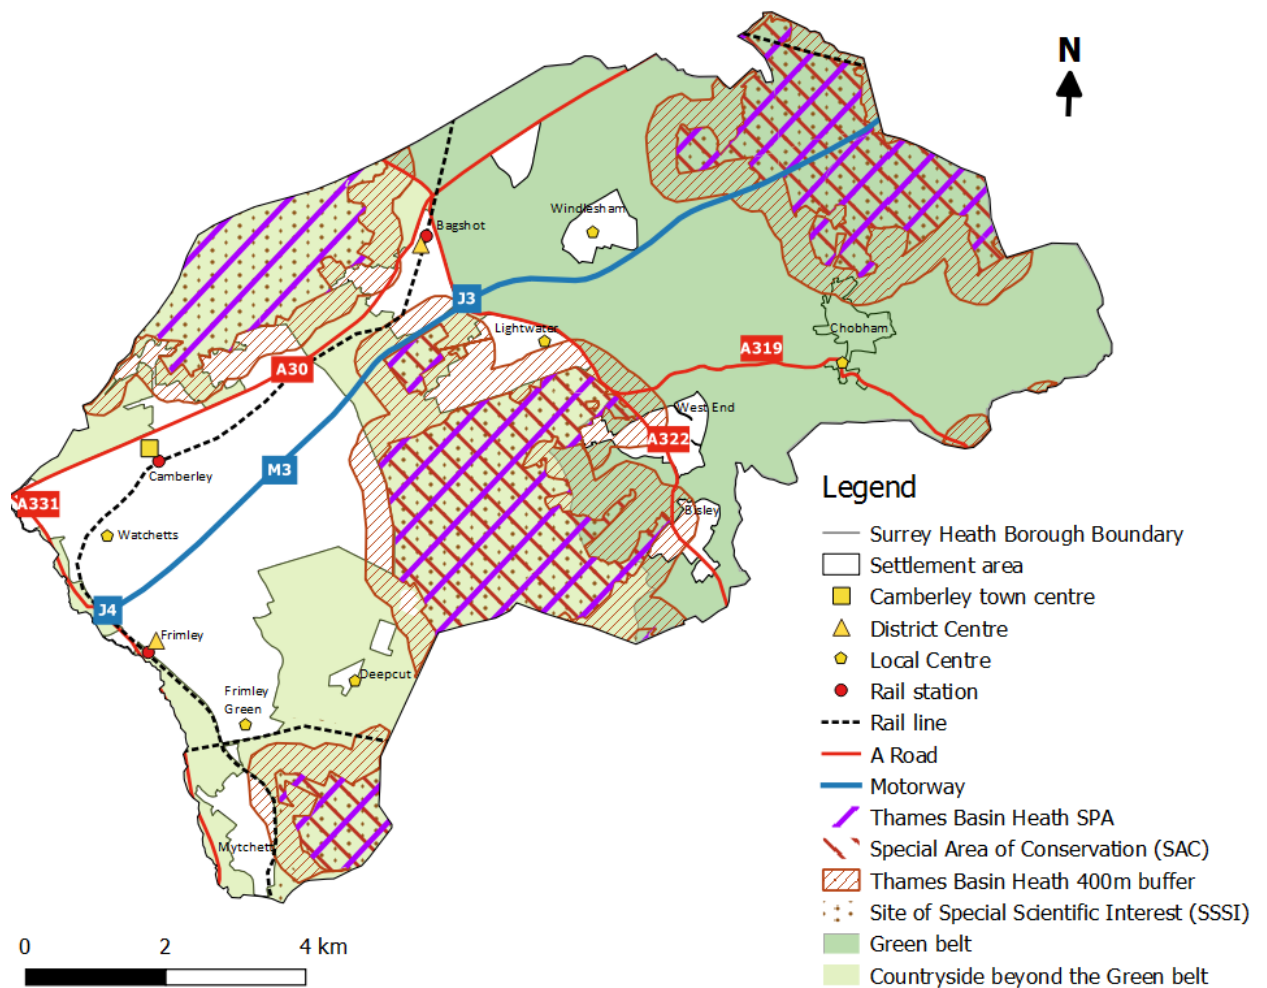 N
Windlesham
Bagshot
J3
Lightwater
Chobham
A319
A30
West End
A322
M3
Camberley
A331
Bisley
Watchetts
J4
Frimley
Deepcut
Frimley
Green
Mytchett
0 2 4 km
Legend
Surrey Heath Borough Boundary
Settlement area
Camberley town centre
District Centre
Local Centre
Rail station
Rail line
A Road
Motorway
Thames Basin Heath SPA
Special Area of Conservation (SAC)
Thames Basin Heath 400m buffer
Site of Special Scientific Interest (SSSI)
Green belt
Countryside beyond the Green belt